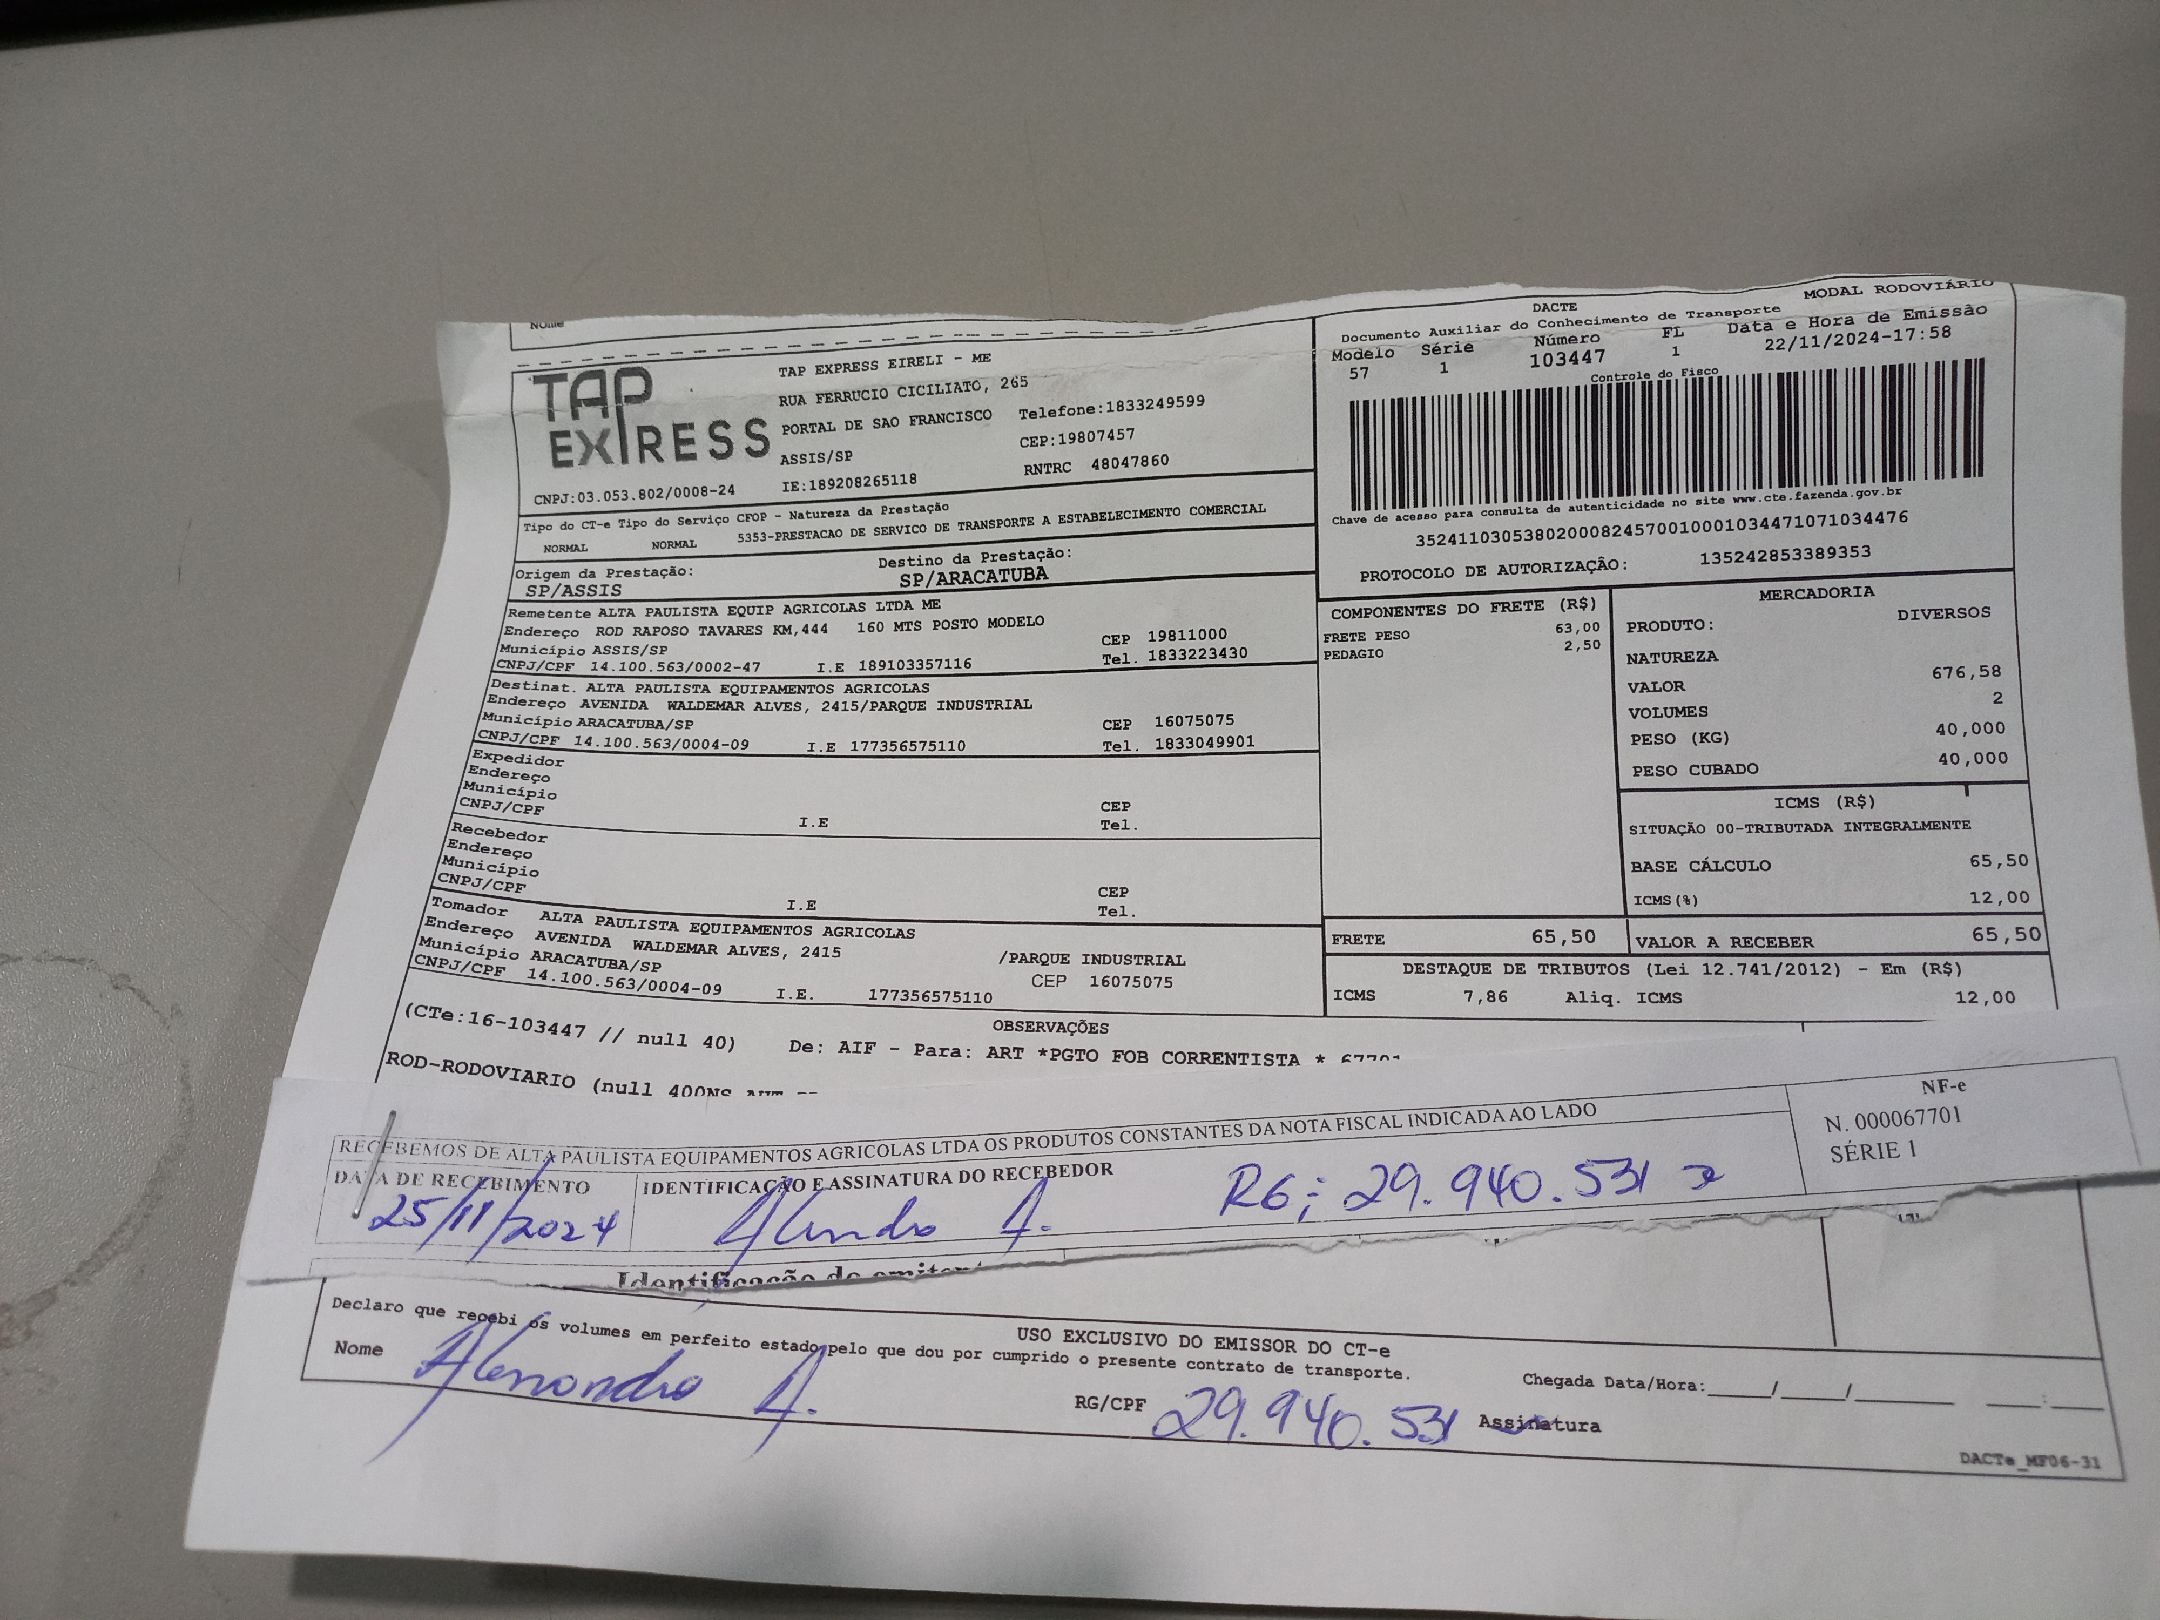 Nome
TAP
EXPRESS
CNPJ:03.053.802/0008-24
TAP EXPRESS EIRELI - ME
RUA FERRUCIO CICILIATO, 265
PORTAL DE SAO FRANCISCO Telefone:1833249599
ASSIS/SP CEP:19807457
IE:189208265118 RNTRC 48047860
DACTE MODAL RODOVIÁRIO
Documento Auxiliar do Conhecimento de Transporte
Modelo Série Número FL Data e Hora de Emissão
57 1 103447 1 22/11/2024-17:58
Controle do Fisco
Chave de acesso para consulta de autenticidade no site www.cte.fazenda.gov.br
35241103053802000824570010001034471071034476
PROTOCOLO DE AUTORIZAÇÃO: 135242853389353
Tipo do CT-e Tipo do Serviço CFOP - Natureza da Prestação
NORMAL NORMAL 5353-PRESTACAO DE SERVICO DE TRANSPORTE A ESTABELECIMENTO COMERCIAL
Origem da Prestação: Destino da Prestação:
SP/ASSIS SP/ARACATUBA
Remetente ALTA PAULISTA EQUIP AGRICOLAS LTDA ME
Endereço ROD RAPOSO TAVARES KM,444 160 MTS POSTO MODELO
Município ASSIS/SP CEP 19811000
CNPJ/CPF 14.100.563/0002-47 I.E 189103357116 Tel. 1833223430
Destinat. ALTA PAULISTA EQUIPAMENTOS AGRICOLAS
Endereço AVENIDA WALDEMAR ALVES, 2415/PARQUE INDUSTRIAL
Município ARACATUBA/SP CEP 16075075
CNPJ/CPF 14.100.563/0004-09 I.E 177356575110 Tel. 1833049901
Expedidor
Endereço
Município CEP
CNPJ/CPF I.E Tel.
Recebedor
Endereço
Município CEP
CNPJ/CPF I.E Tel.
Tomador ALTA PAULISTA EQUIPAMENTOS AGRICOLAS
Endereço AVENIDA WALDEMAR ALVES, 2415 /PARQUE INDUSTRIAL
Município ARACATUBA/SP CEP 16075075
CNPJ/CPF 14.100.563/0004-09 I.E. 177356575110
COMPONENTES DO FRETE (R$)
FRETE PESO 63,00
PEDAGIO 2,50
MERCADORIA
PRODUTO: DIVERSOS
NATUREZA
VALOR 676,58
VOLUMES 2
PESO (KG) 40,000
PESO CUBADO 40,000
ICMS (R$)
SITUAÇÃO 00-TRIBUTADA INTEGRALMENTE
BASE CÁLCULO 65,50
ICMS(%) 12,00
FRETE 65,50 VALOR A RECEBER 65,50
DESTAQUE DE TRIBUTOS (Lei 12.741/2012) - Em (R$)
ICMS 7,86 Aliq. ICMS 12,00
OBSERVAÇÕES
(CTe:16-103447 // null 40) De: AIF - Para: ART *PGTO FOB CORRENTISTA *
ROD-RODOVIARIO (null
RECEBEMOS DE ALTA PAULISTA EQUIPAMENTOS AGRICOLAS LTDA OS PRODUTOS CONSTANTES DA NOTA FISCAL INDICADA AO LADO
DATA DE RECEBIMENTO IDENTIFICAÇÃO E ASSINATURA DO RECEBEDOR
25/11/2024 RG: 29.940.531
NF-e
N. 000067701
SÉRIE 1
Identificação do emitente
USO EXCLUSIVO DO EMISSOR DO CT-e
Declaro que recebi os volumes em perfeito estado pelo que dou por cumprido o presente contrato de transporte.
Nome Alessandro A. RG/CPF 29.940.531 Assinatura
Chegada Data/Hora:_____/_____/_________ _____:_____
DACTe_MF06-31